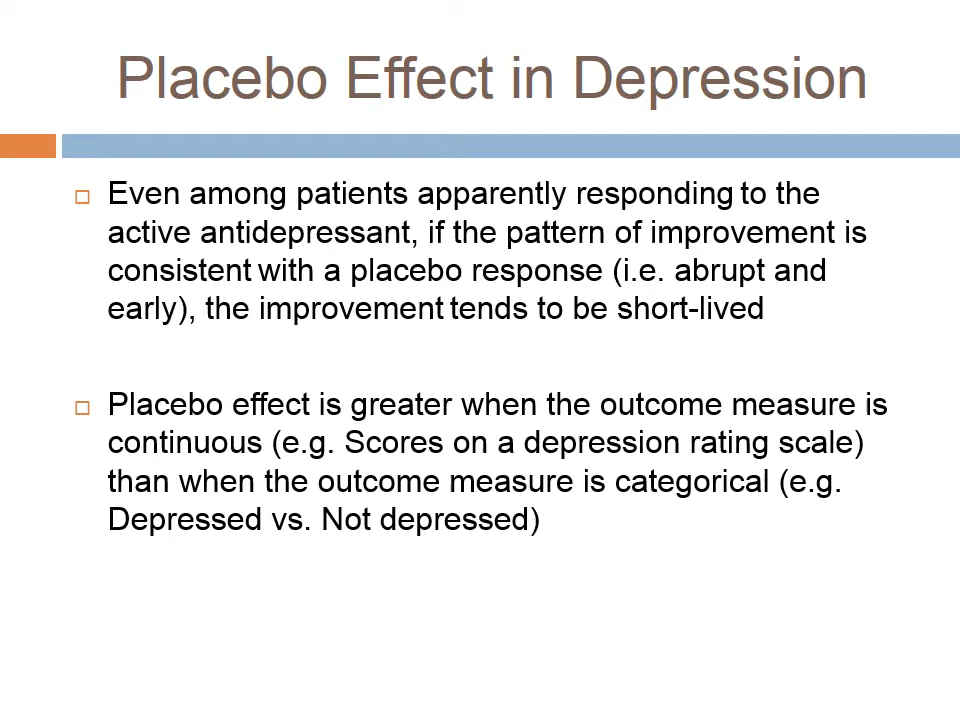 Placebo Effect in Depression
Even among patients apparently responding to the
active antidepressant, if the pattern of improvement is
consistent with a placebo response (i.e. abrupt and
early), the improvement tends to be short-lived
Placebo effect is greater when the outcome measure is
continuous (e.g. Scores on a depression rating scale)
than when the outcome measure is categorical (e.g.
Depressed vs. Not depressed)